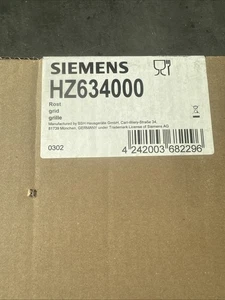 SIEMENS
HZ634000
Rost
grid
grille
Manufactured by BSH Hausgeräte GmbH, Carl-Wery-Straße 34,
81739 München, GERMANY under Trademark License of Siemens AG
0302
4 242003 682296